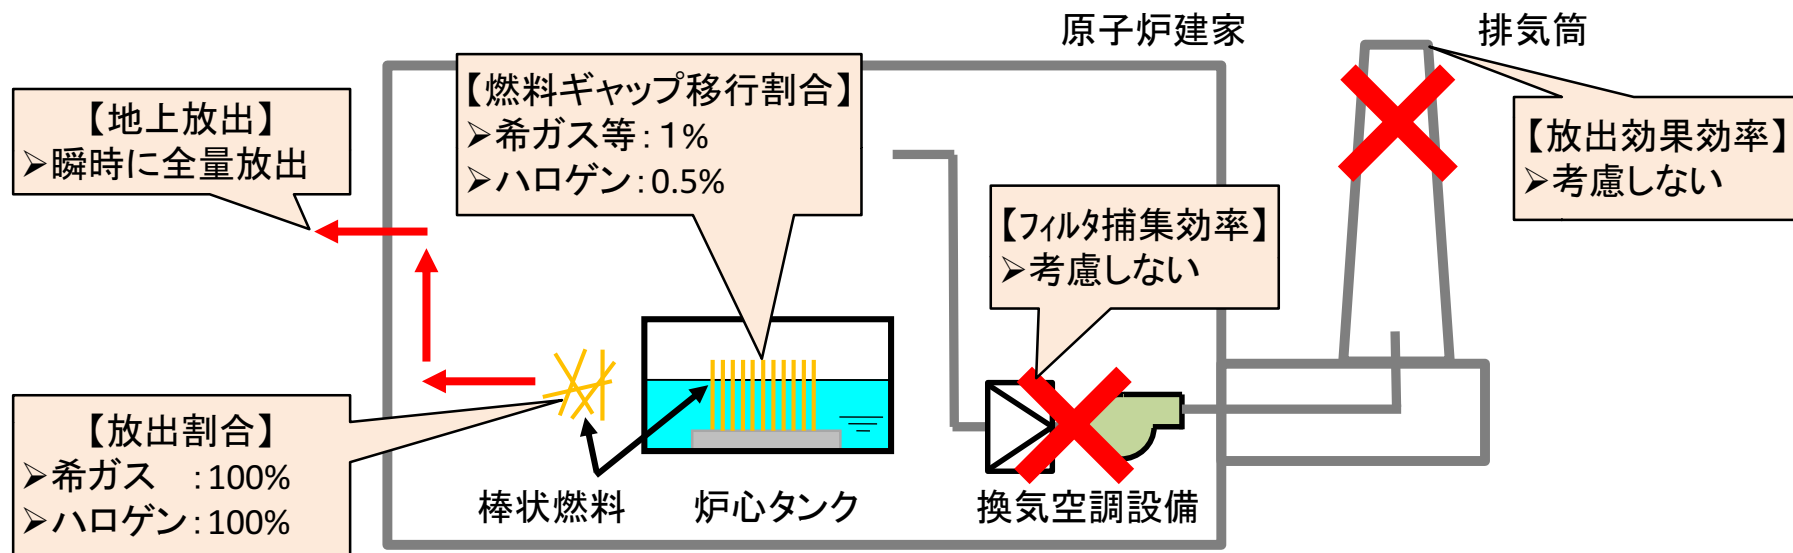 原子炉建家
排気筒
【燃料ギャップ移行割合】
➢希ガス等：１%
➢ハロゲン：0.5%
【地上放出】
➢瞬時に全量放出
【放出効果効率】
➢考慮しない
【フィルタ捕集効率】
➢考慮しない
【放出割合】
➢希ガス　：100%
➢ハロゲン：100%
棒状燃料
炉心タンク
換気空調設備